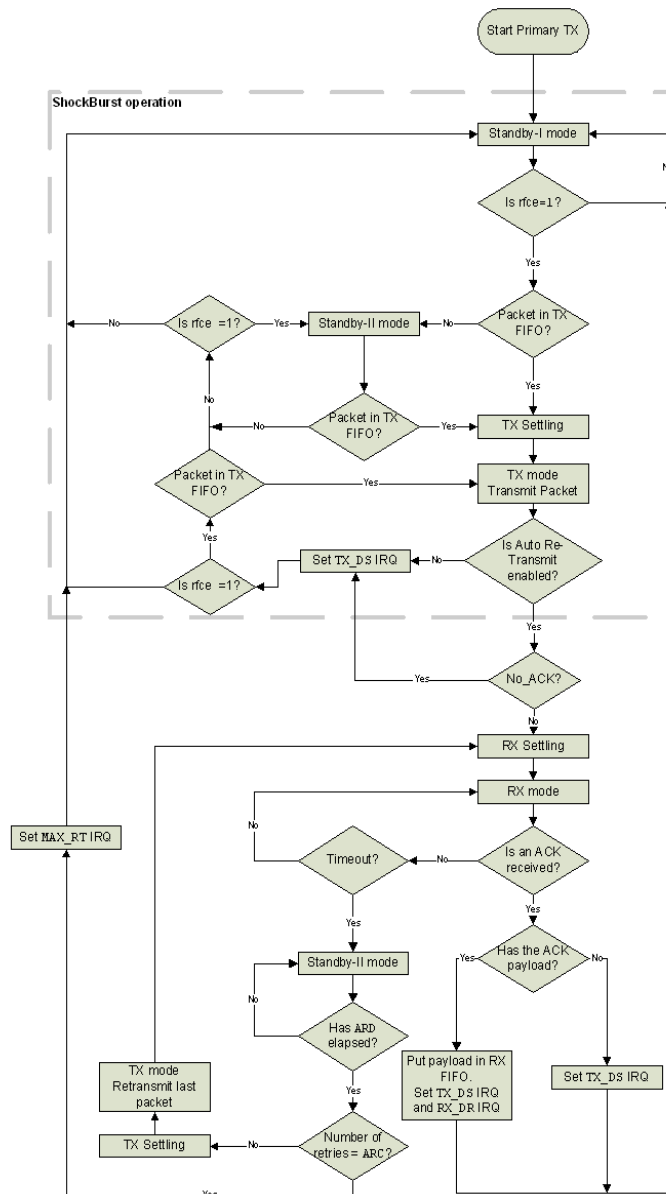 Start Primary TX
ShockBurst operation
Standby-I mode
Is rfce=1?
No
Yes
Is rfce =1?
No
Yes
Standby-II mode
No
Packet in TX
FIFO?
Yes
No
Packet in TX
FIFO?
No
Yes
TX Settling
Packet in TX
FIFO?
Yes
TX mode
Transmit Packet
Yes
Is Auto Re-
Transmit
enabled?
No
Set TX_DS IRQ
Is rfce =1?
Yes
No_ACK?
Yes
No
RX Settling
RX mode
No
Set MAX_RT IRQ
Timeout?
No
Is an ACK
received?
Yes
Yes
Standby-II mode
Has the ACK
payload?
Yes
No
No
Has ARD
elapsed?
Yes
TX mode
Retransmit last
packet
Put payload in RX
FIFO.
Set TX_DS IRQ
and RX_DR IRQ
Set TX_DS IRQ
TX Settling
No
Number of
retries = ARC?
Yes